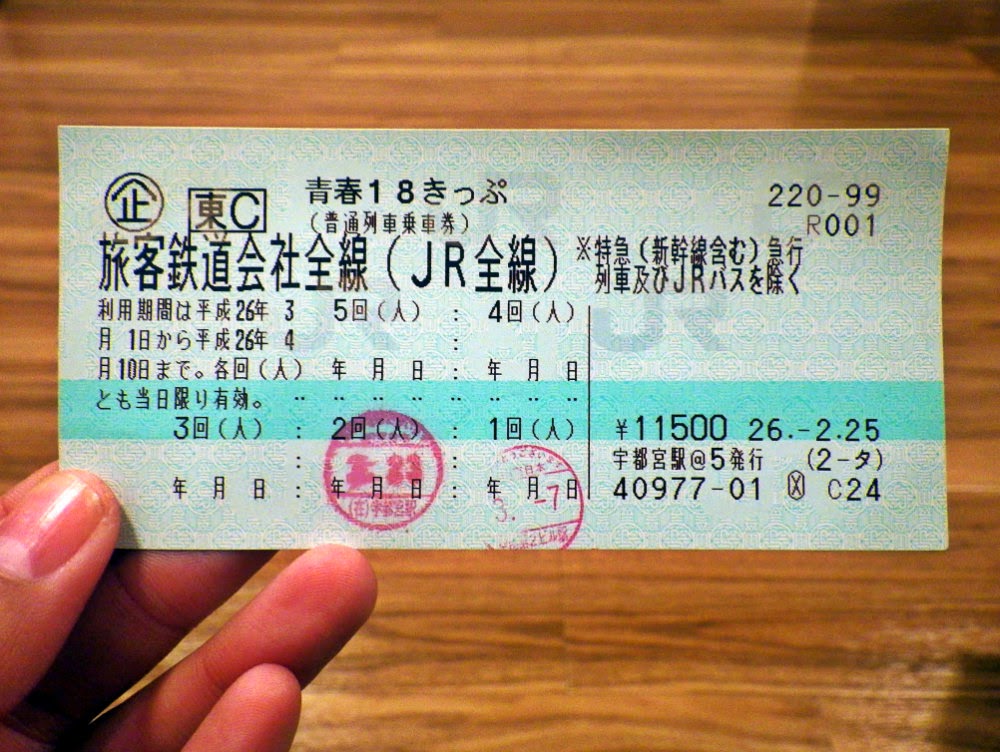 企 東C 青春18きっぷ 220-99
(普通列車乗車券) R001
旅客鉄道会社全線(JR全線) ※特急(新幹線含む)急行
列車及びJRバスを除く
利用期間は平成26年 3
月 1日から平成26年 4
月10日まで。各回(人)
とも当日限り有効。
5回(人) : 4回(人)
年 月 日 : 年 月 日
3回(人) : 2回(人) : 1回(人)
年 月 日 : 年 月 日 : 年 月 日
(在)宇都宮駅
3.-7
¥11500 26.-2.25
宇都宮駅@5発行 (2-タ)
40977-01 C24